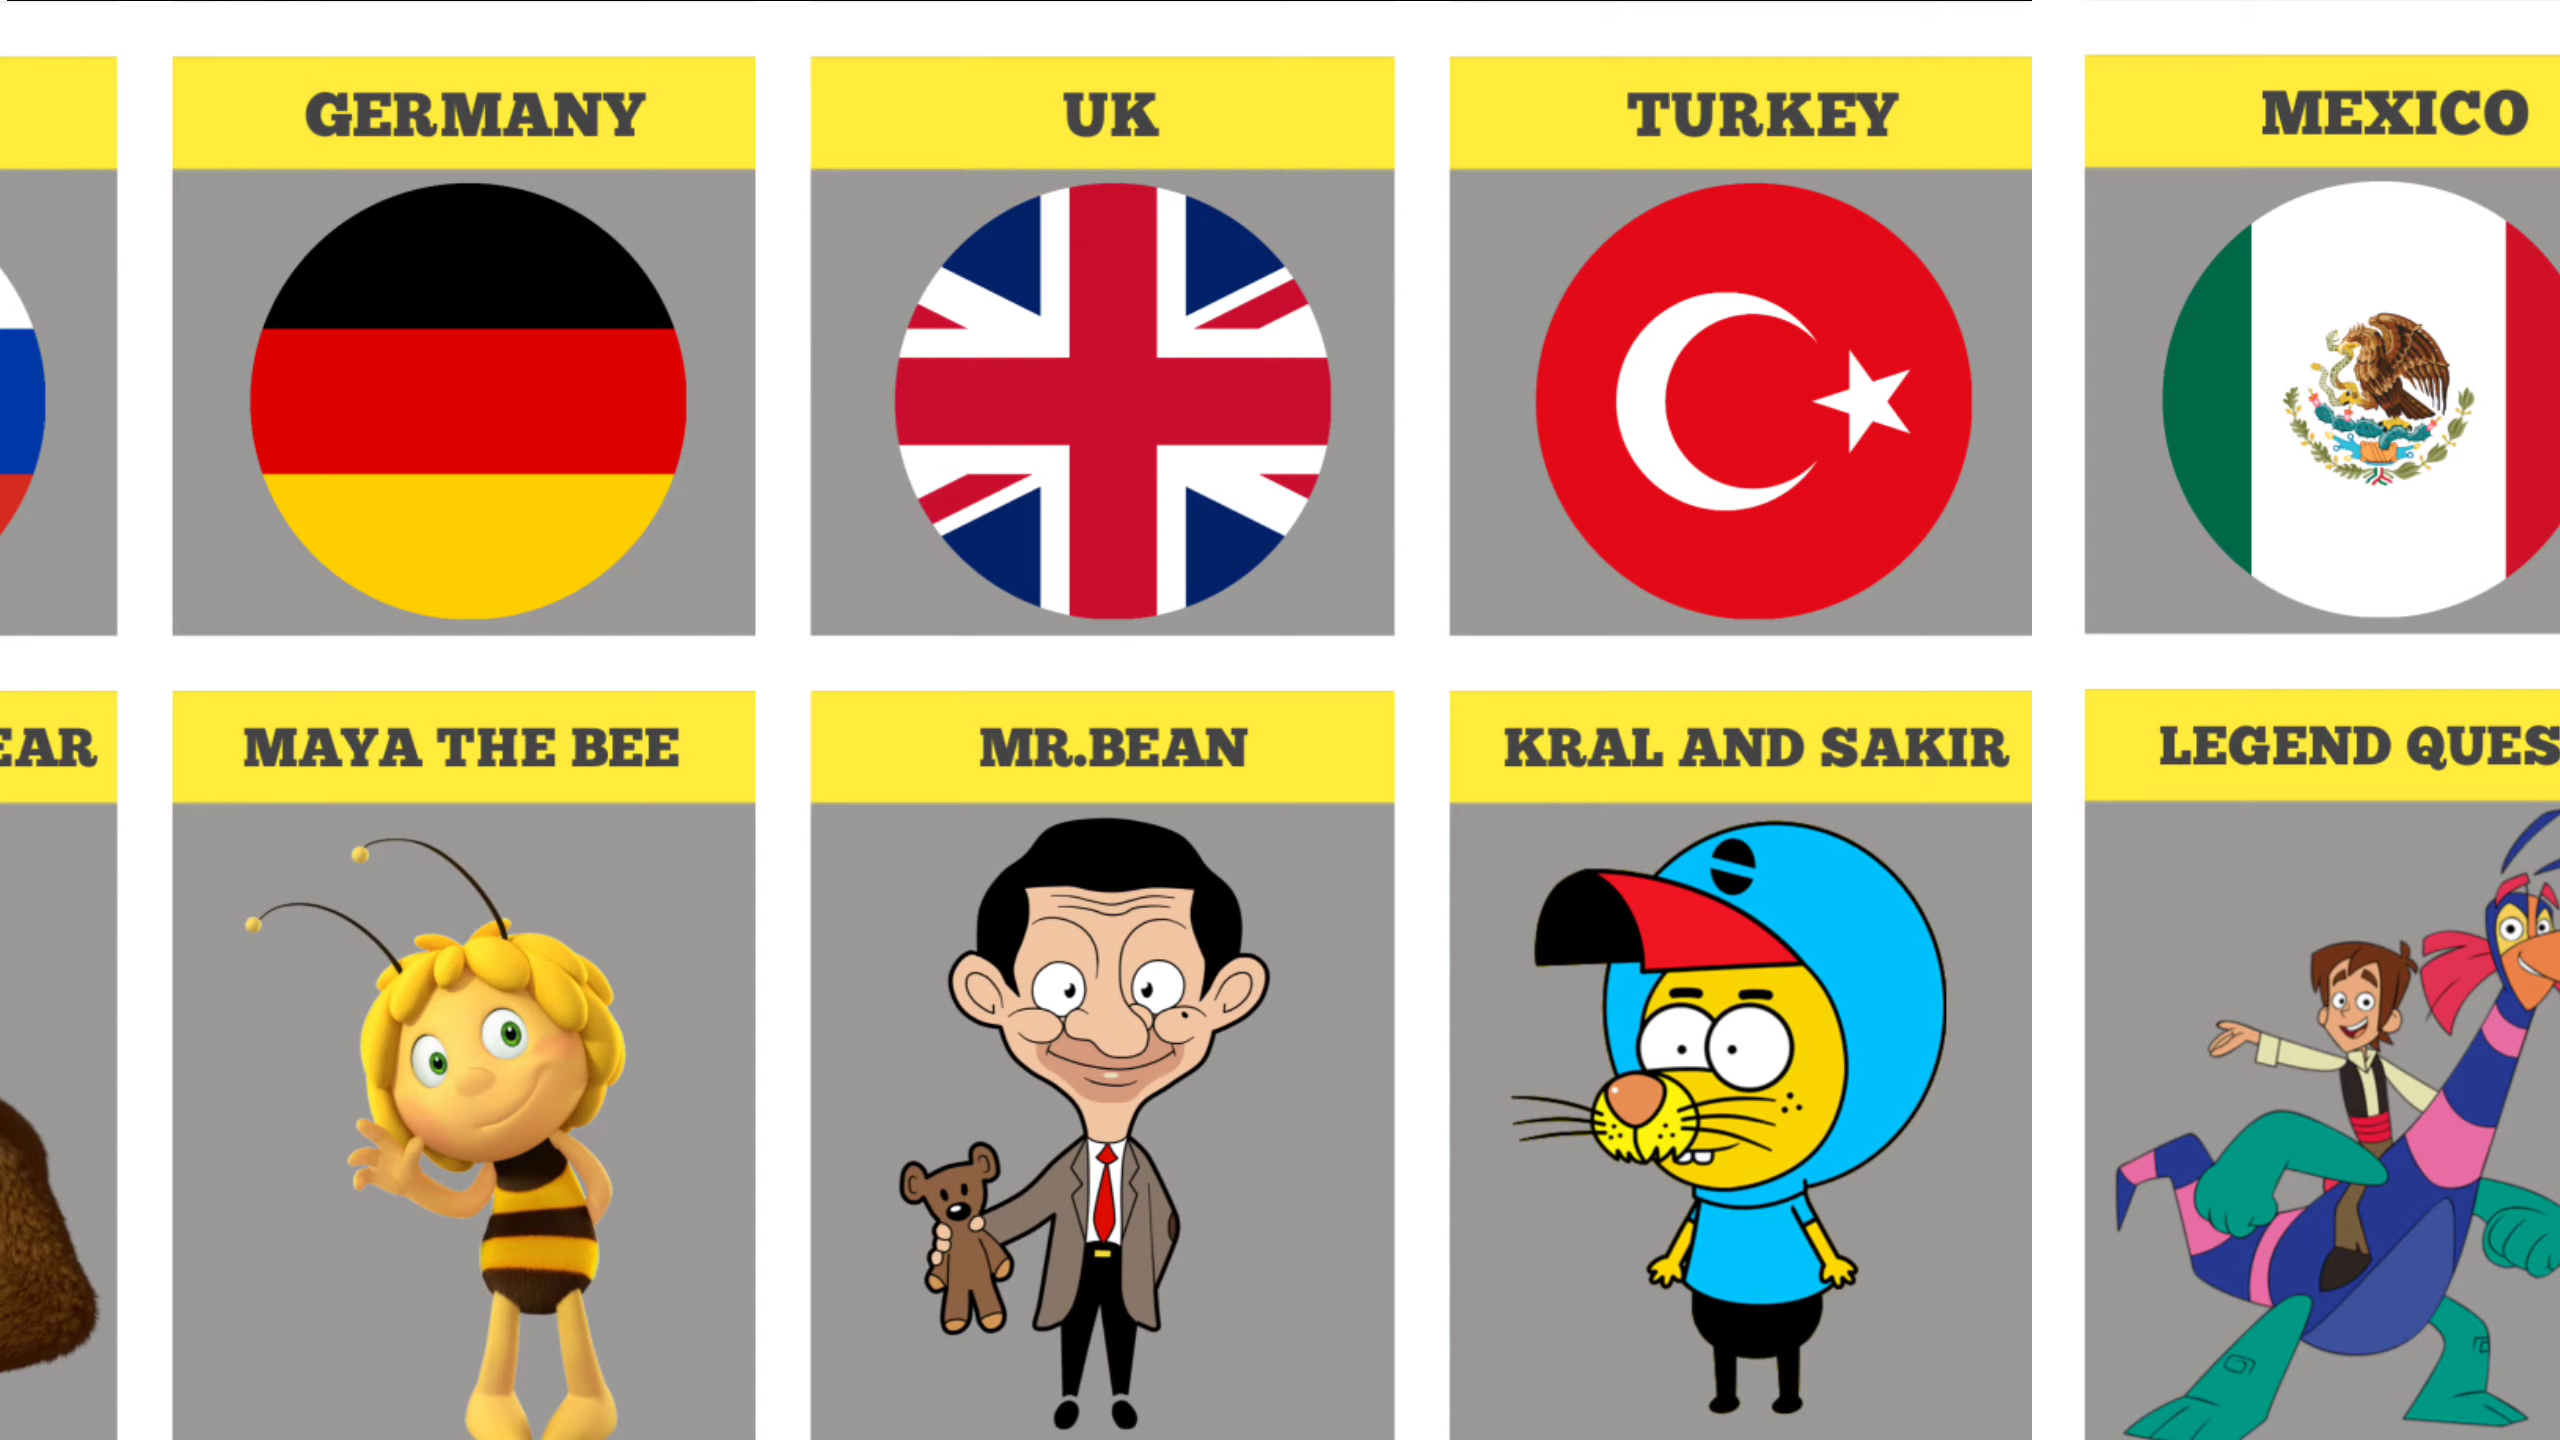 GERMANY
UK
TURKEY
MEXICO
EAR
MAYA THE BEE
MR.BEAN
KRAL AND SAKIR
LEGEND QUES